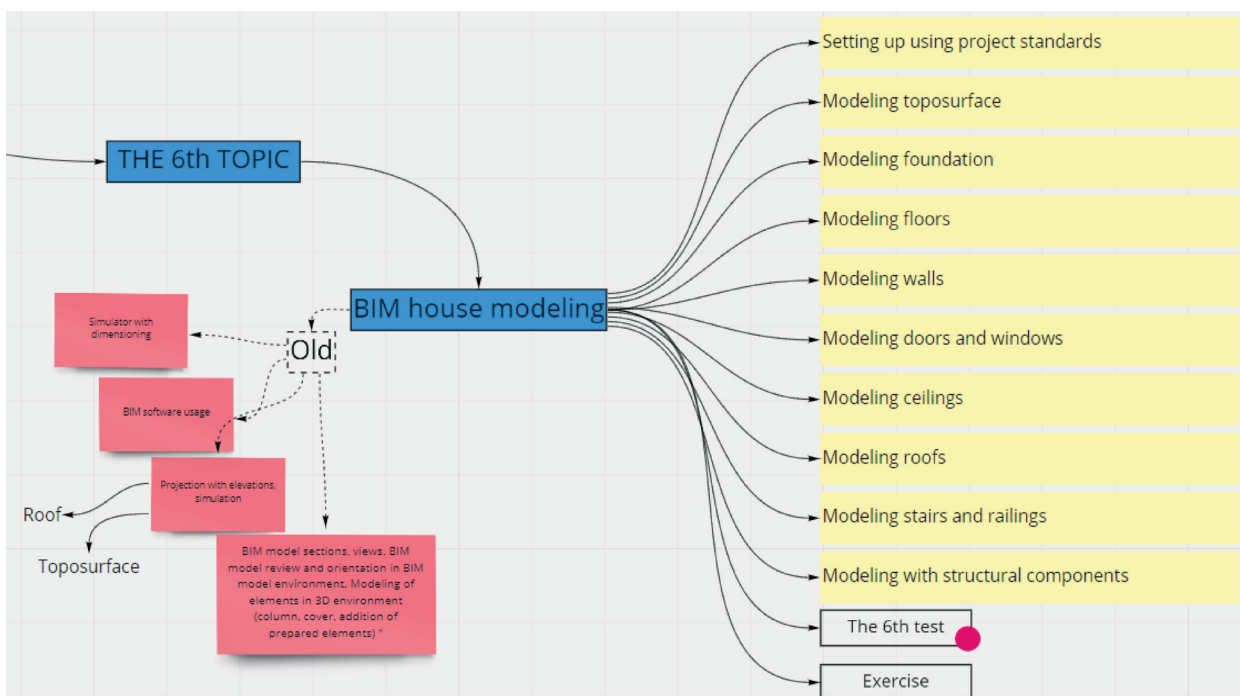 THE 6th TOPIC
BIM house modeling
Old
Simulator with
dimensioning
BIM software usage
Projection with elevations,
simulation
Roof
Toposurface
BIM model sections, views. BIM
model review and orientation in BIM
model environment. Modeling of
elements in 3D environment
(column, cover, addition of
prepared elements) "
Setting up using project standards
Modeling toposurface
Modeling foundation
Modeling floors
Modeling walls
Modeling doors and windows
Modeling ceilings
Modeling roofs
Modeling stairs and railings
Modeling with structural components
The 6th test
Exercise